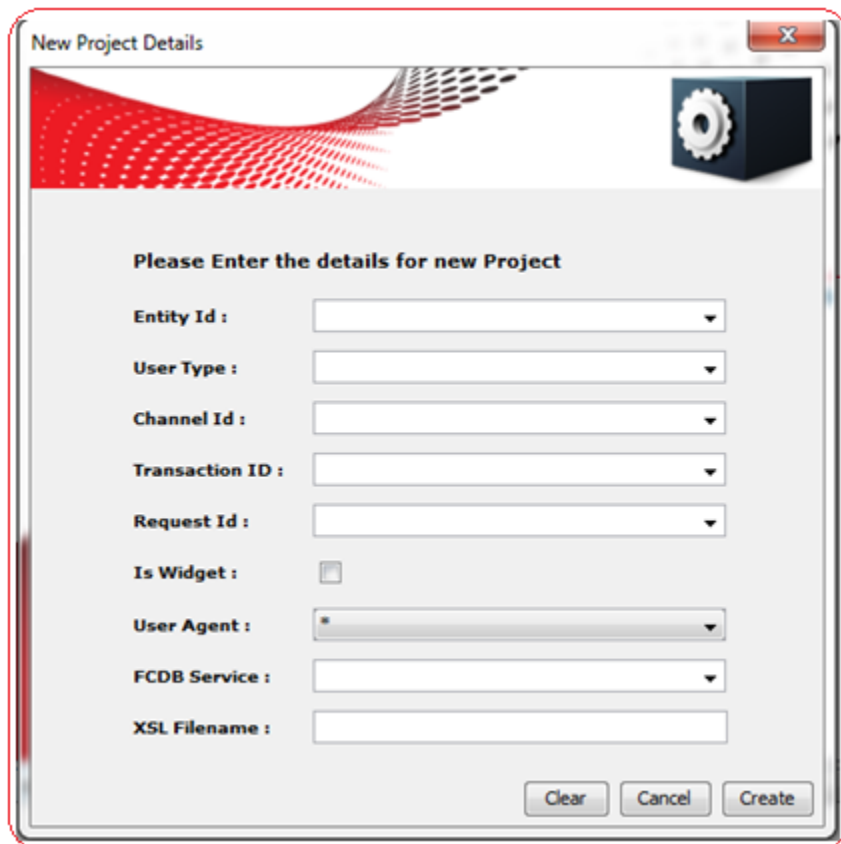 New Project Details
Please Enter the details for new Project
Entity Id :
User Type :
Channel Id :
Transaction ID :
Request Id :
Is Widget :
User Agent : *
FCDB Service :
XSL Filename :
Clear Cancel Create